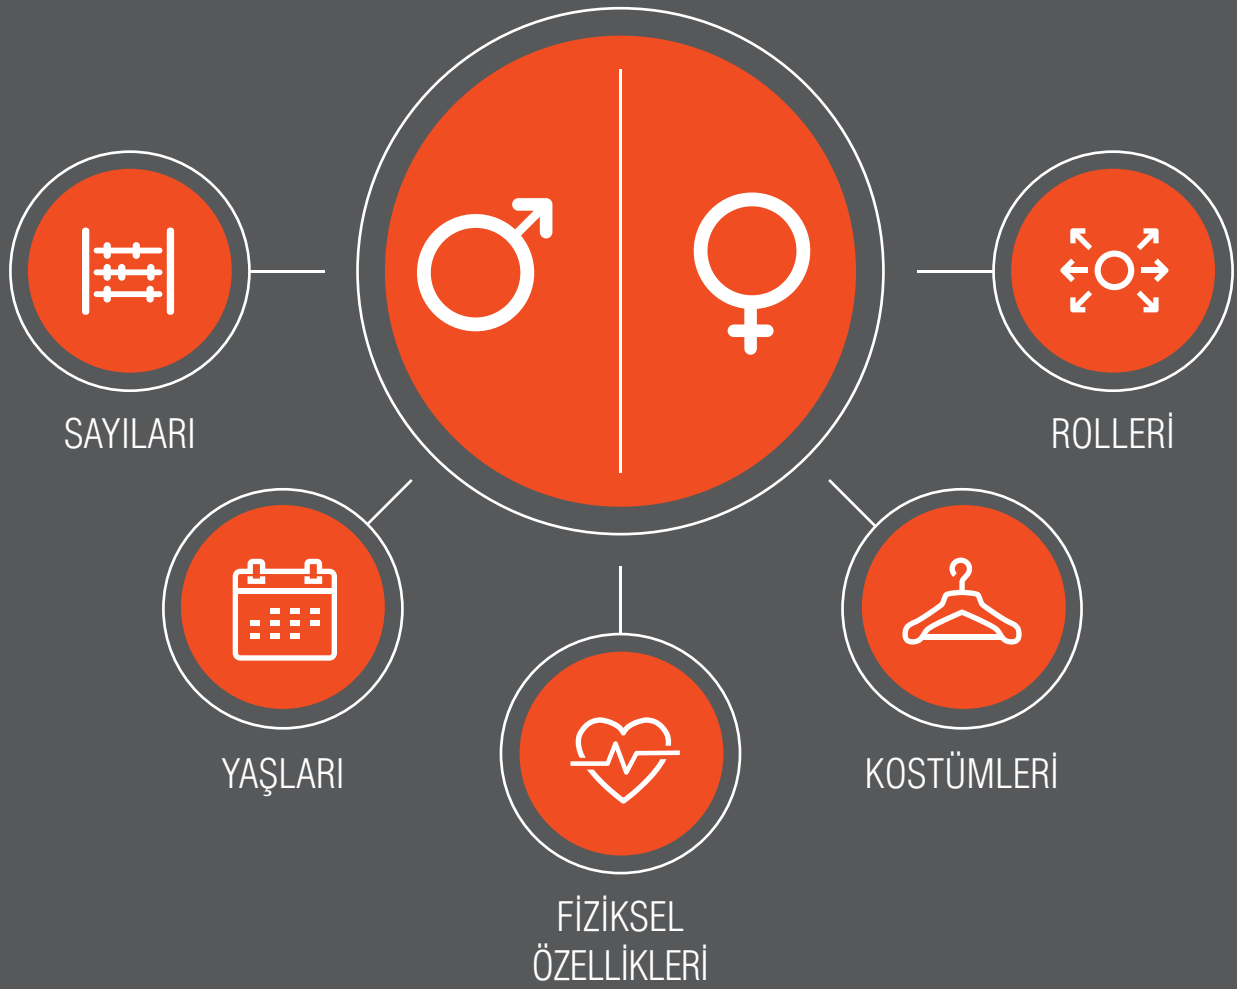 SAYILARI
ROLLERİ
YAŞLARI
KOSTÜMLERİ
FİZİKSEL
ÖZELLİKLERİ